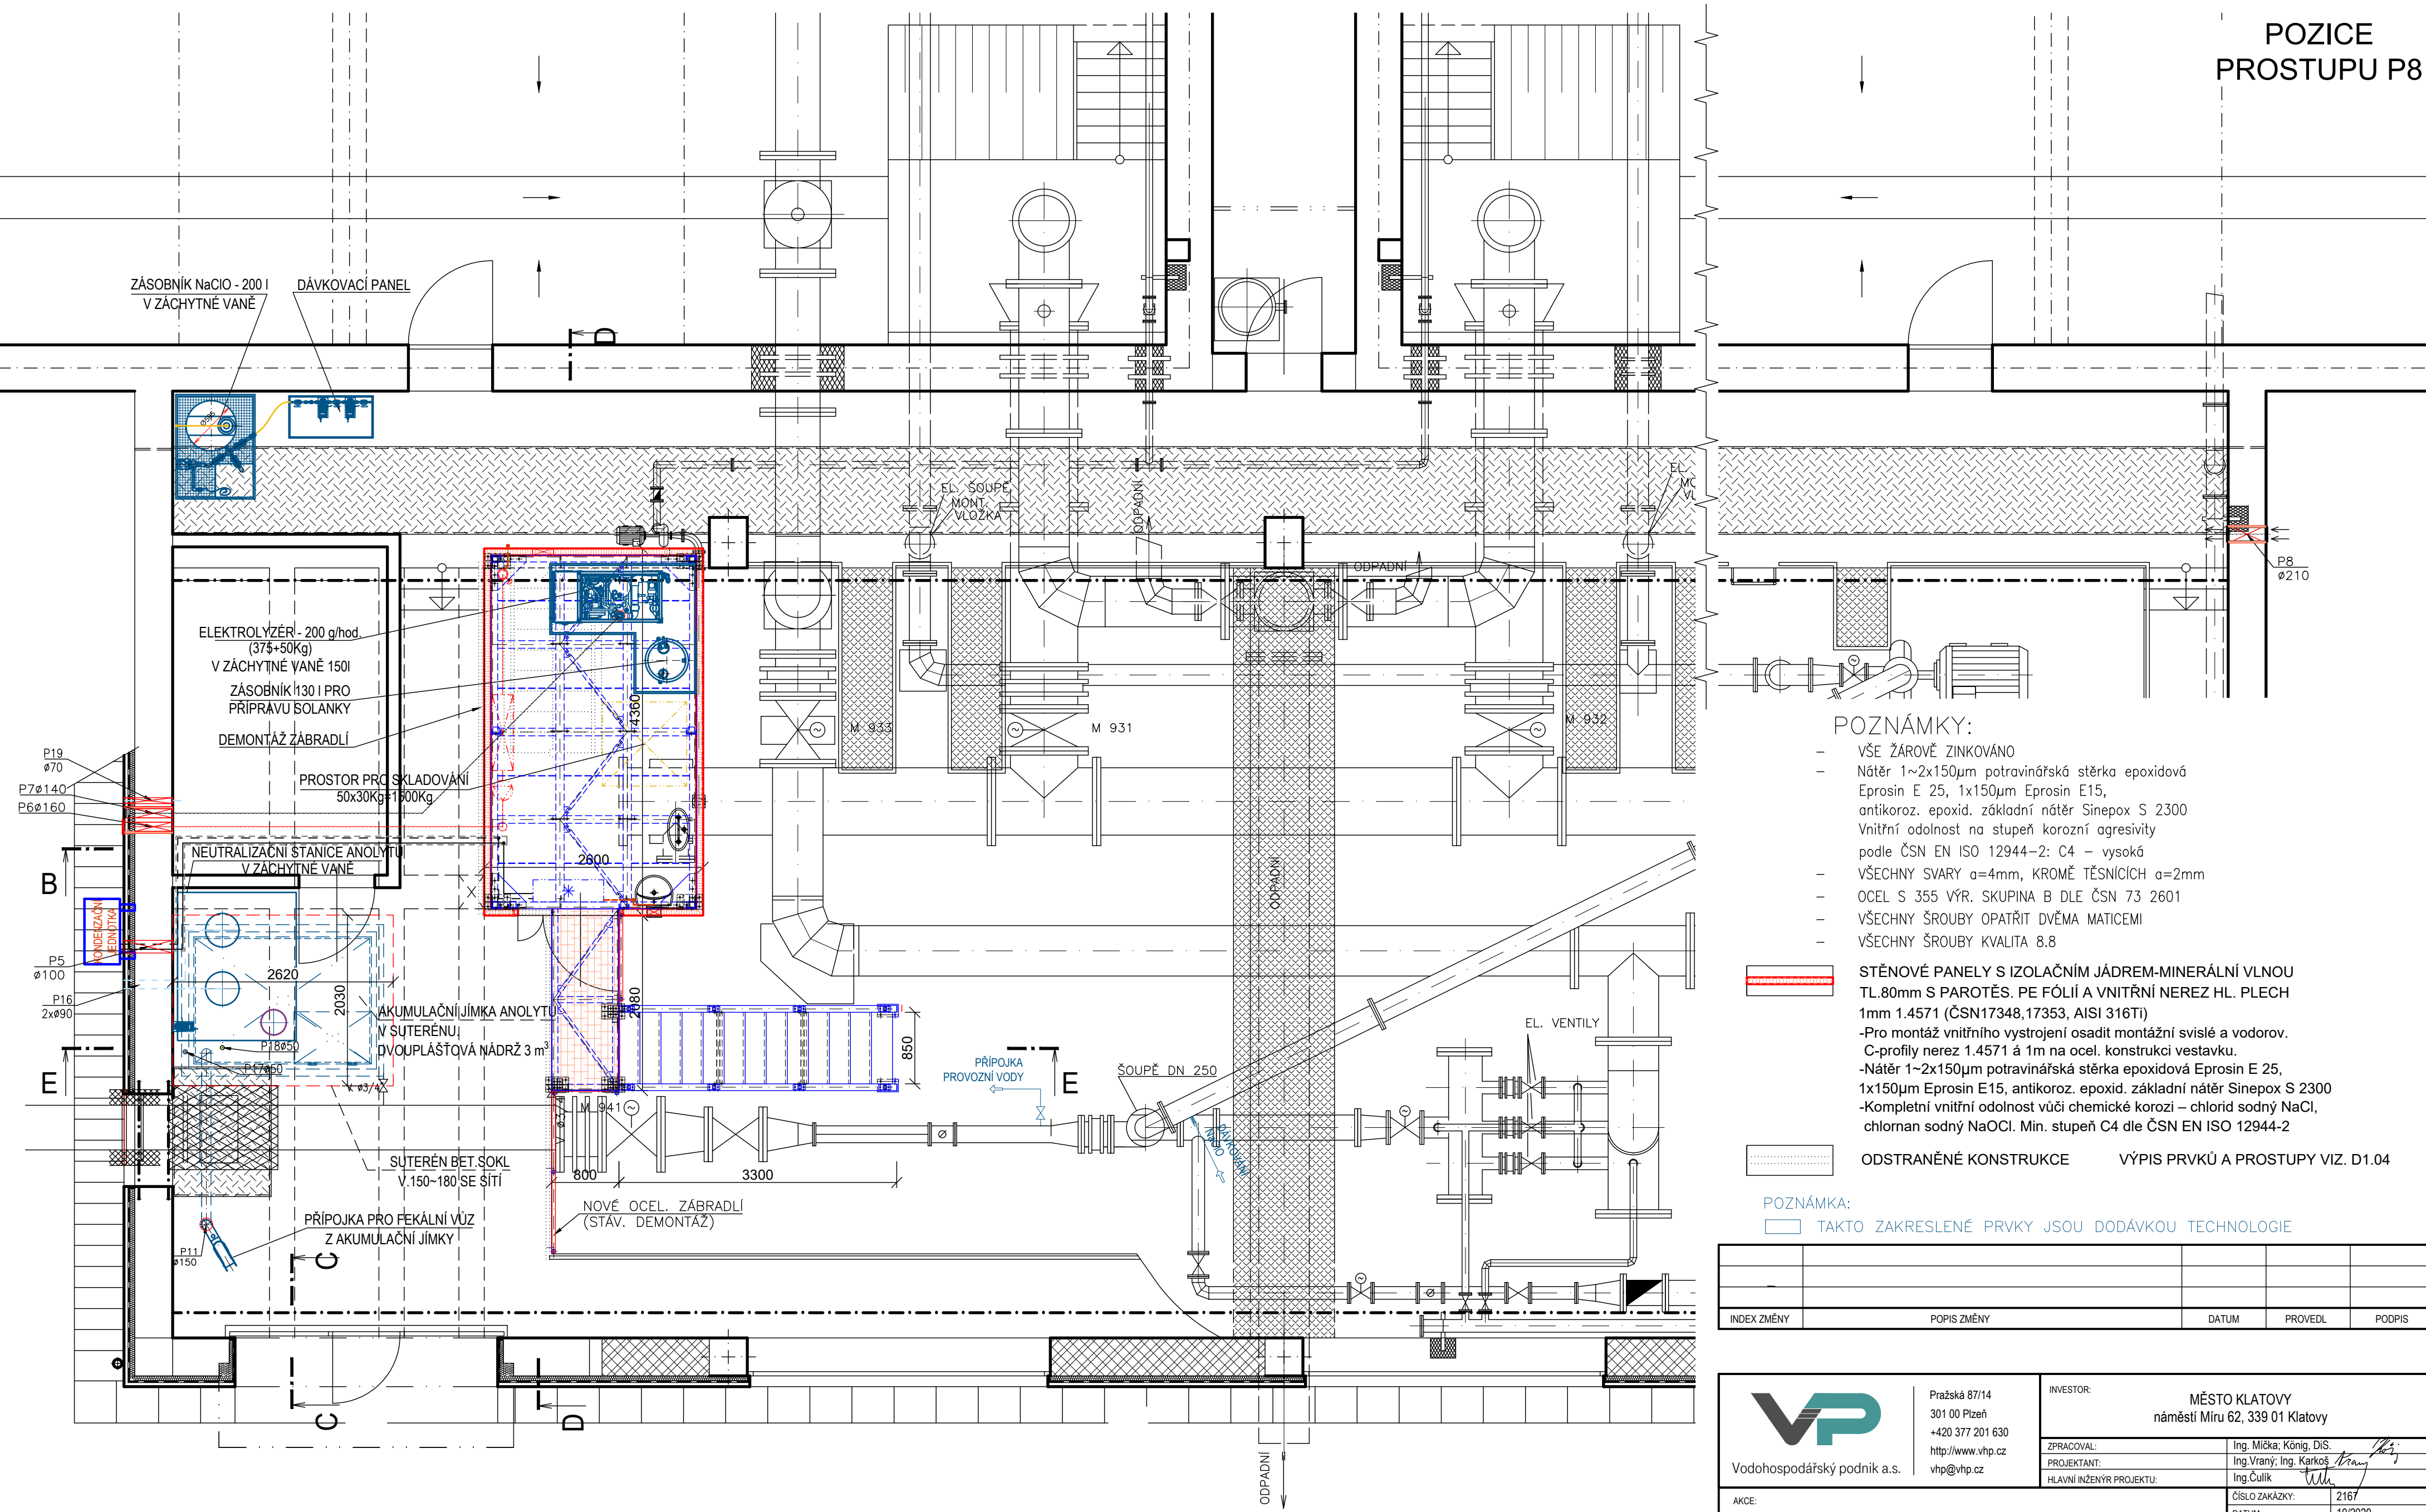 POZICE
PROSTUPU P8
ZÁSOBNÍK NaClO - 200 l
V ZÁCHYTNÉ VANĚ
DÁVKOVACÍ PANEL
D
EL. ŠOUPĚ
MONT.
VLOŽKA
ODPADNÍ
EL.
ODPADNÍ
P8
ø210
ELEKTROLYZÉR - 200 g/hod.
(375+50Kg)
V ZÁCHYTNÉ VANĚ 150l
ZÁSOBNÍK 130 l PRO
PŘÍPRAVU SOLANKY
DEMONTÁŽ ZÁBRADLÍ
PROSTOR PRO SKLADOVÁNÍ
50x30Kg=1500Kg
4360
M 933
M 931
M 932
P19
ø70
P7ø140
P6ø160
NEUTRALIZAČNÍ STANICE ANOLYTU
V ZÁCHYTNÉ VANĚ
2600
B
KONDENZAČNÍ
JEDNOTKA
P5
ø100
P16
2xø90
2620
2030
AKUMULAČNÍ JÍMKA ANOLYTU
V SUTERÉNU.
DVOUPLÁŠŤOVÁ NÁDRŽ 3 m³
2080
850
P18ø50
P17ø50
V. ø3/4
E
PŘÍPOJKA
PROVOZNÍ VODY
E
ŠOUPĚ DN 250
EL. VENTILY
M 941
V ø3/4
DÁVKOVÁNÍ
NaClO
ODPADNÍ
SUTERÉN BET.SOKL
V.150~180 SE SÍTÍ
800
3300
NOVÉ OCEL. ZÁBRADLÍ
(STÁV. DEMONTÁŽ)
PŘÍPOJKA PRO FEKÁLNÍ VŮZ
Z AKUMULAČNÍ JÍMKY
P11
ø150
C
C
D
ODPADNÍ
POZNÁMKY:
– VŠE ŽÁROVĚ ZINKOVÁNO
– Nátěr 1~2x150µm potravinářská stěrka epoxidová
Eprosin E 25, 1x150µm Eprosin E15,
antikoroz. epoxid. základní nátěr Sinepox S 2300
Vnitřní odolnost na stupeň korozní agresivity
podle ČSN EN ISO 12944–2: C4 – vysoká
– VŠECHNY SVARY a=4mm, KROMĚ TĚSNÍCÍCH a=2mm
– OCEL S 355 VÝR. SKUPINA B DLE ČSN 73 2601
– VŠECHNY ŠROUBY OPATŘIT DVĚMA MATICEMI
– VŠECHNY ŠROUBY KVALITA 8.8
STĚNOVÉ PANELY S IZOLAČNÍM JÁDREM-MINERÁLNÍ VLNOU
TL.80mm S PAROTĚS. PE FÓLIÍ A VNITŘNÍ NEREZ HL. PLECH
1mm 1.4571 (ČSN17348,17353, AISI 316Ti)
-Pro montáž vnitřního vystrojení osadit montážní svislé a vodorov.
C-profily nerez 1.4571 á 1m na ocel. konstrukci vestavku.
-Nátěr 1~2x150µm potravinářská stěrka epoxidová Eprosin E 25,
1x150µm Eprosin E15, antikoroz. epoxid. základní nátěr Sinepox S 2300
-Kompletní vnitřní odolnost vůči chemické korozi – chlorid sodný NaCl,
chlornan sodný NaOCl. Min. stupeň C4 dle ČSN EN ISO 12944-2
ODSTRANĚNÉ KONSTRUKCE VÝPIS PRVKŮ A PROSTUPY VIZ. D1.04
POZNÁMKA:
TAKTO ZAKRESLENÉ PRVKY JSOU DODÁVKOU TECHNOLOGIE
–
INDEX ZMĚNY POPIS ZMĚNY DATUM PROVEDL PODPIS
VP
Vodohospodářský podnik a.s.
Pražská 87/14
301 00 Plzeň
+420 377 201 630
http://www.vhp.cz
vhp@vhp.cz
INVESTOR:
MĚSTO KLATOVY
náměstí Míru 62, 339 01 Klatovy
ZPRACOVAL: Ing. Míčka; König, DiS.
PROJEKTANT: Ing.Vraný; Ing. Karkoš
HLAVNÍ INŽENÝR PROJEKTU: Ing.Čulík
AKCE:
ČÍSLO ZAKÁZKY: 2167